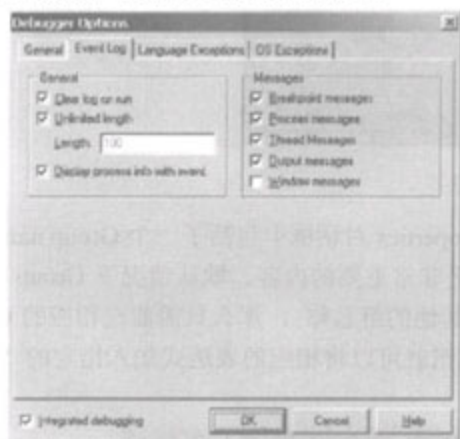 Debugger Options
General Event Log Language Exceptions OS Exceptions
General
Clear log on run
Unlimited length
Length: 100
Display process info with event
Messages
Breakpoint messages
Process messages
Thread Messages
Output messages
Window messages
Integrated debugging
OK Cancel Help